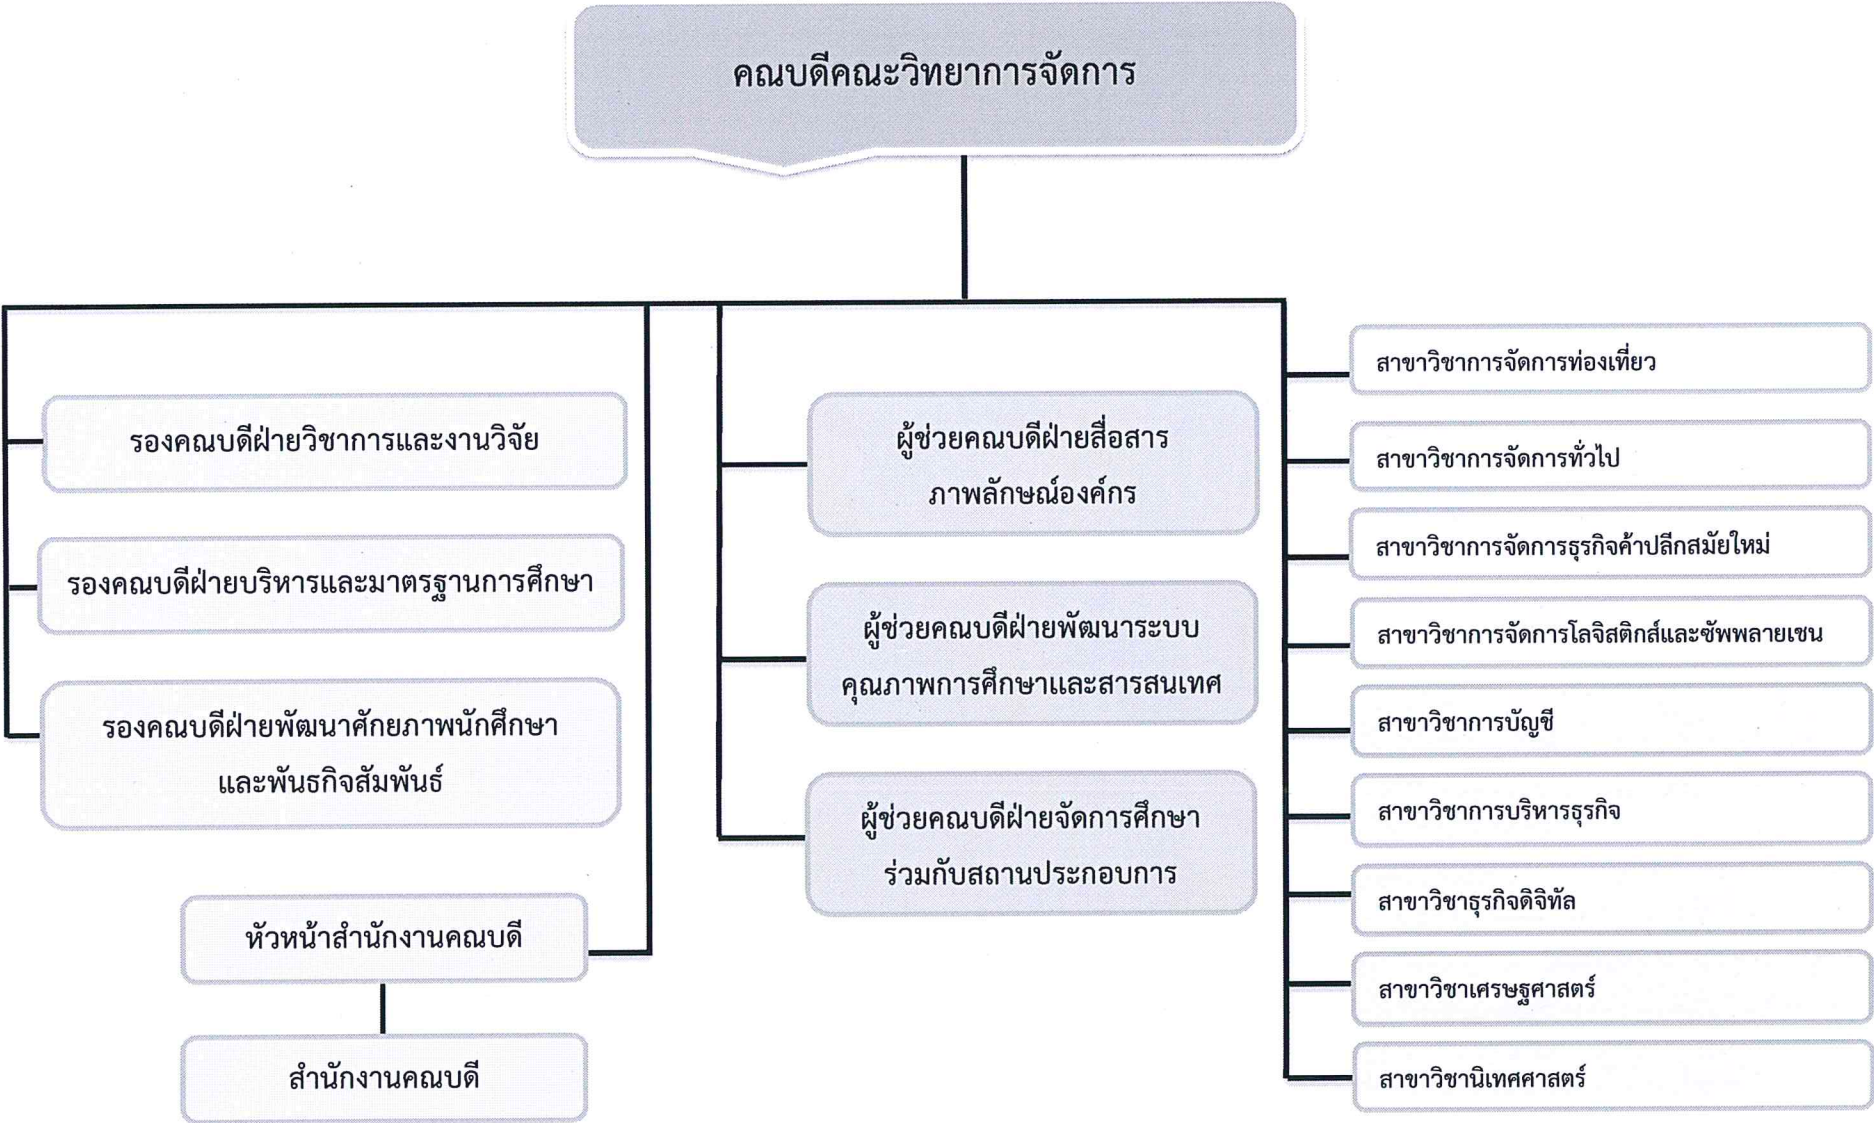 คณบดีคณะวิทยาการจัดการ
รองคณบดีฝ่ายวิชาการและงานวิจัย
รองคณบดีฝ่ายบริหารและมาตรฐานการศึกษา
รองคณบดีฝ่ายพัฒนาศักยภาพนักศึกษา
และพันธกิจสัมพันธ์
หัวหน้าสำนักงานคณบดี
สำนักงานคณบดี
ผู้ช่วยคณบดีฝ่ายสื่อสาร
ภาพลักษณ์องค์กร
ผู้ช่วยคณบดีฝ่ายพัฒนาระบบ
คุณภาพการศึกษาและสารสนเทศ
ผู้ช่วยคณบดีฝ่ายจัดการศึกษา
ร่วมกับสถานประกอบการ
สาขาวิชาการจัดการท่องเที่ยว
สาขาวิชาการจัดการทั่วไป
สาขาวิชาการจัดการธุรกิจค้าปลีกสมัยใหม่
สาขาวิชาการจัดการโลจิสติกส์และซัพพลายเชน
สาขาวิชาการบัญชี
สาขาวิชาการบริหารธุรกิจ
สาขาวิชาธุรกิจดิจิทัล
สาขาวิชาเศรษฐศาสตร์
สาขาวิชานิเทศศาสตร์